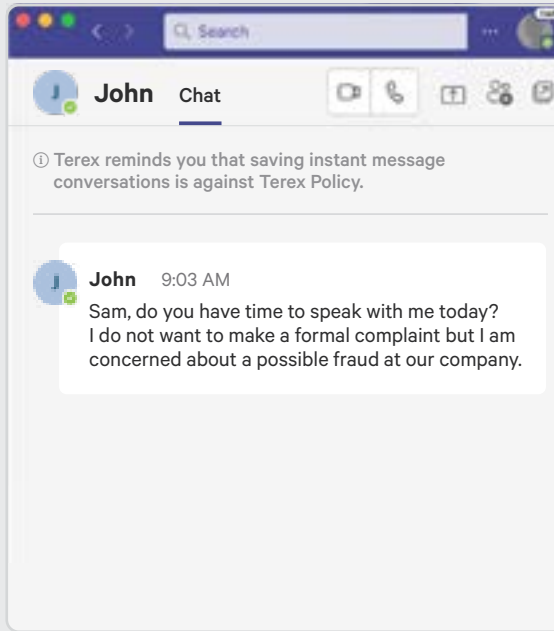 Search
J John Chat
ⓘ Terex reminds you that saving instant message
conversations is against Terex Policy.
J John 9:03 AM
Sam, do you have time to speak with me today?
I do not want to make a formal complaint but I am
concerned about a possible fraud at our company.